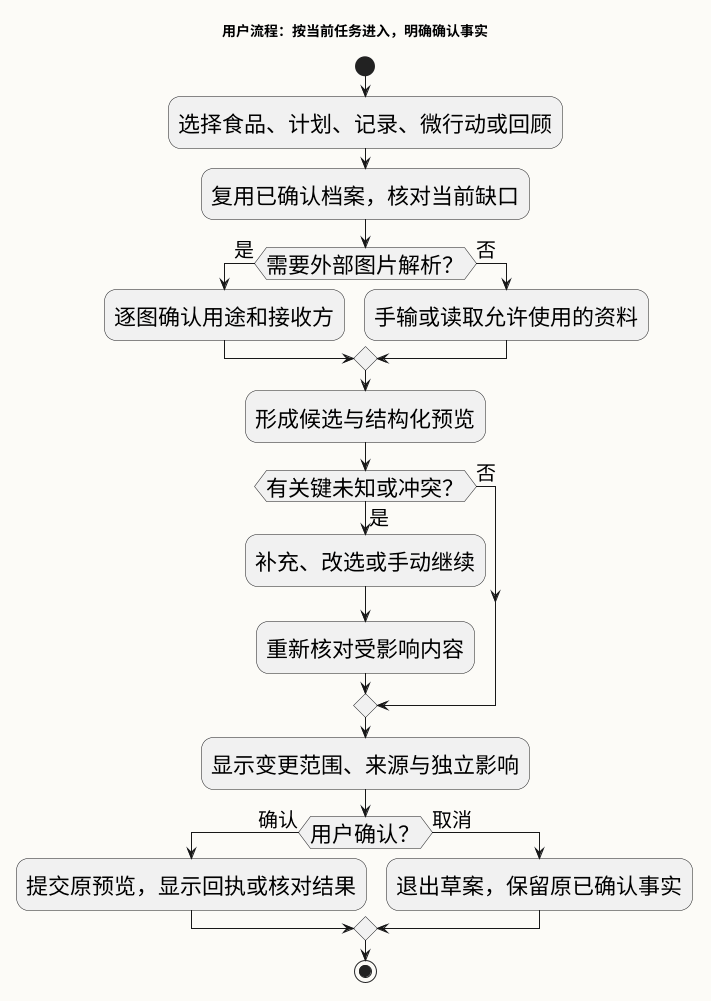 用户流程：按当前任务进入，明确确认事实
选择食品、计划、记录、微行动或回顾
复用已确认档案，核对当前缺口
是
需要外部图片解析？
否
逐图确认用途和接收方
手输或读取允许使用的资料
形成候选与结构化预览
有关键未知或冲突？
否
是
补充、改选或手动继续
重新核对受影响内容
显示变更范围、来源与独立影响
确认
用户确认？
取消
提交原预览，显示回执或核对结果
退出草案，保留原已确认事实